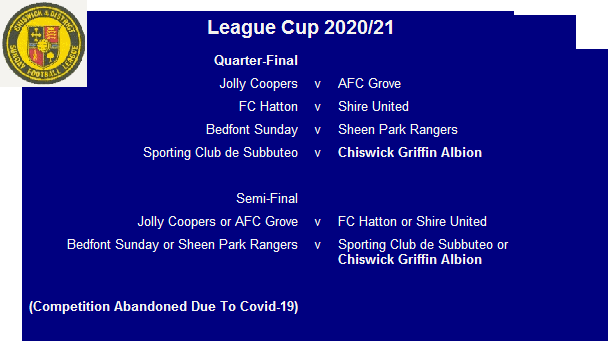 CHISWICK & DISTRICT
SUNDAY FOOTBALL LEAGUE
League Cup 2020/21
Quarter-Final
Jolly Coopers v AFC Grove
FC Hatton v Shire United
Bedfont Sunday v Sheen Park Rangers
Sporting Club de Subbuteo v Chiswick Griffin Albion
Semi-Final
Jolly Coopers or AFC Grove v FC Hatton or Shire United
Bedfont Sunday or Sheen Park Rangers v Sporting Club de Subbuteo or
Chiswick Griffin Albion
(Competition Abandoned Due To Covid-19)